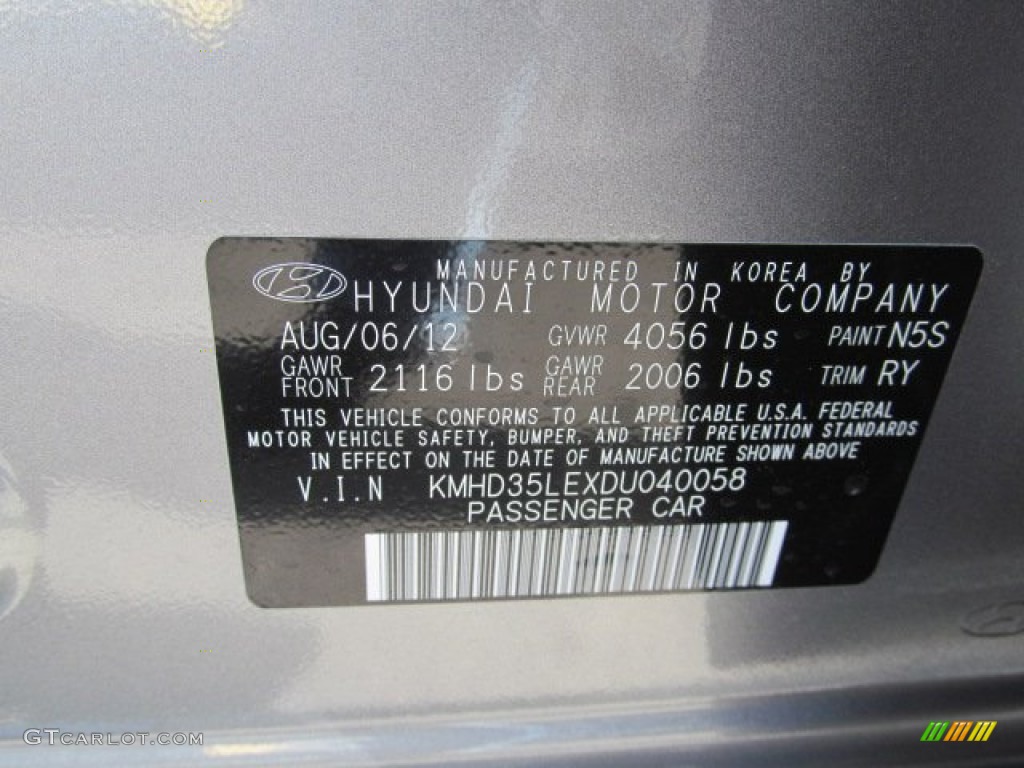 MANUFACTURED IN KOREA BY
HYUNDAI MOTOR COMPANY
AUG/06/12 GVWR 4056 lbs PAINT N5S
GAWR FRONT 2116 lbs GAWR REAR 2006 lbs TRIM RY
THIS VEHICLE CONFORMS TO ALL APPLICABLE U.S.A. FEDERAL
MOTOR VEHICLE SAFETY, BUMPER, AND THEFT PREVENTION STANDARDS
IN EFFECT ON THE DATE OF MANUFACTURE SHOWN ABOVE
V.I.N KMHD35LEXDU040058
PASSENGER CAR
GTCARLOT.COM